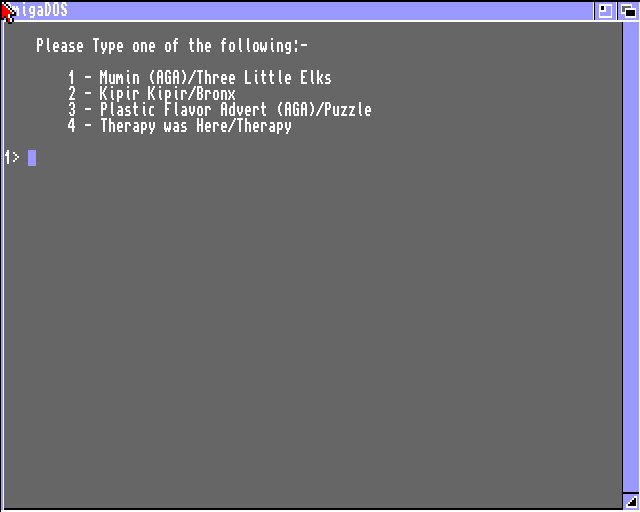 migaDOS
Please Type one of the following:-
1 - Mumin (AGA)/Three Little Elks
2 - Kipir Kipir/Bronx
3 - Plastic Flavor Advert (AGA)/Puzzle
4 - Therapy was Here/Therapy
1>